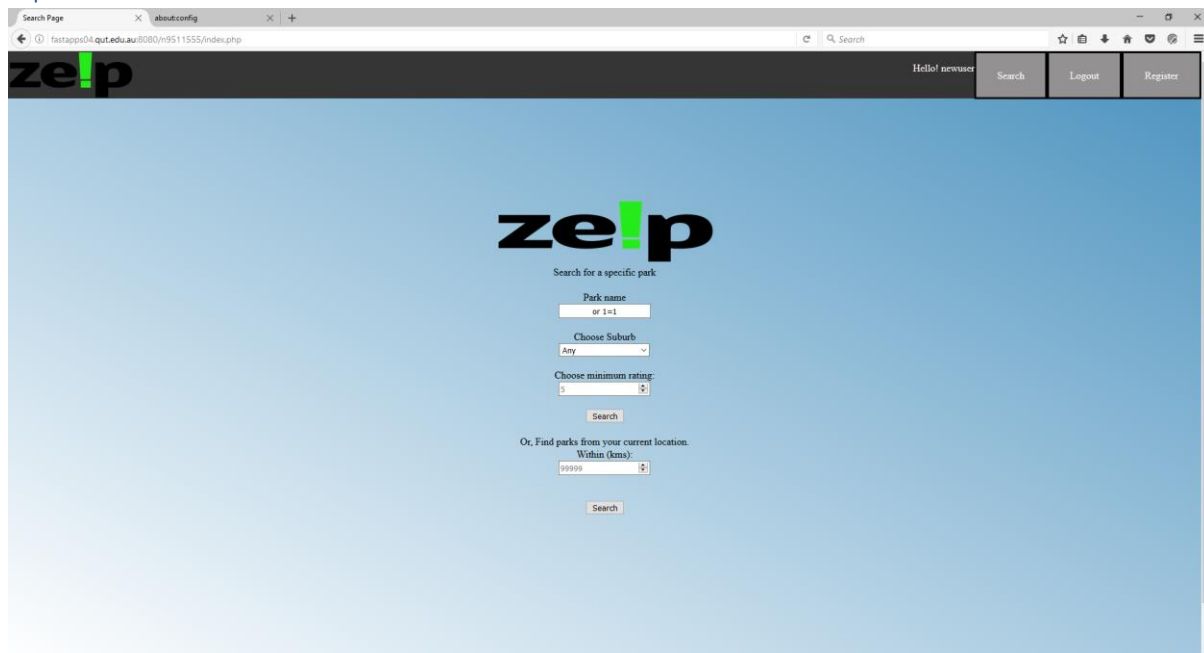 Search Page
about:config
fastapps04.qut.edu.au:8080/n9511555/index.php
Search
ze!p
Hello! newuser
Search
Logout
Register
ze!p
Search for a specific park
Park name
or 1=1
Choose Suburb
Any
Choose minimum rating:
5
Search
Or, Find parks from your current location.
Within (kms):
99999
Search